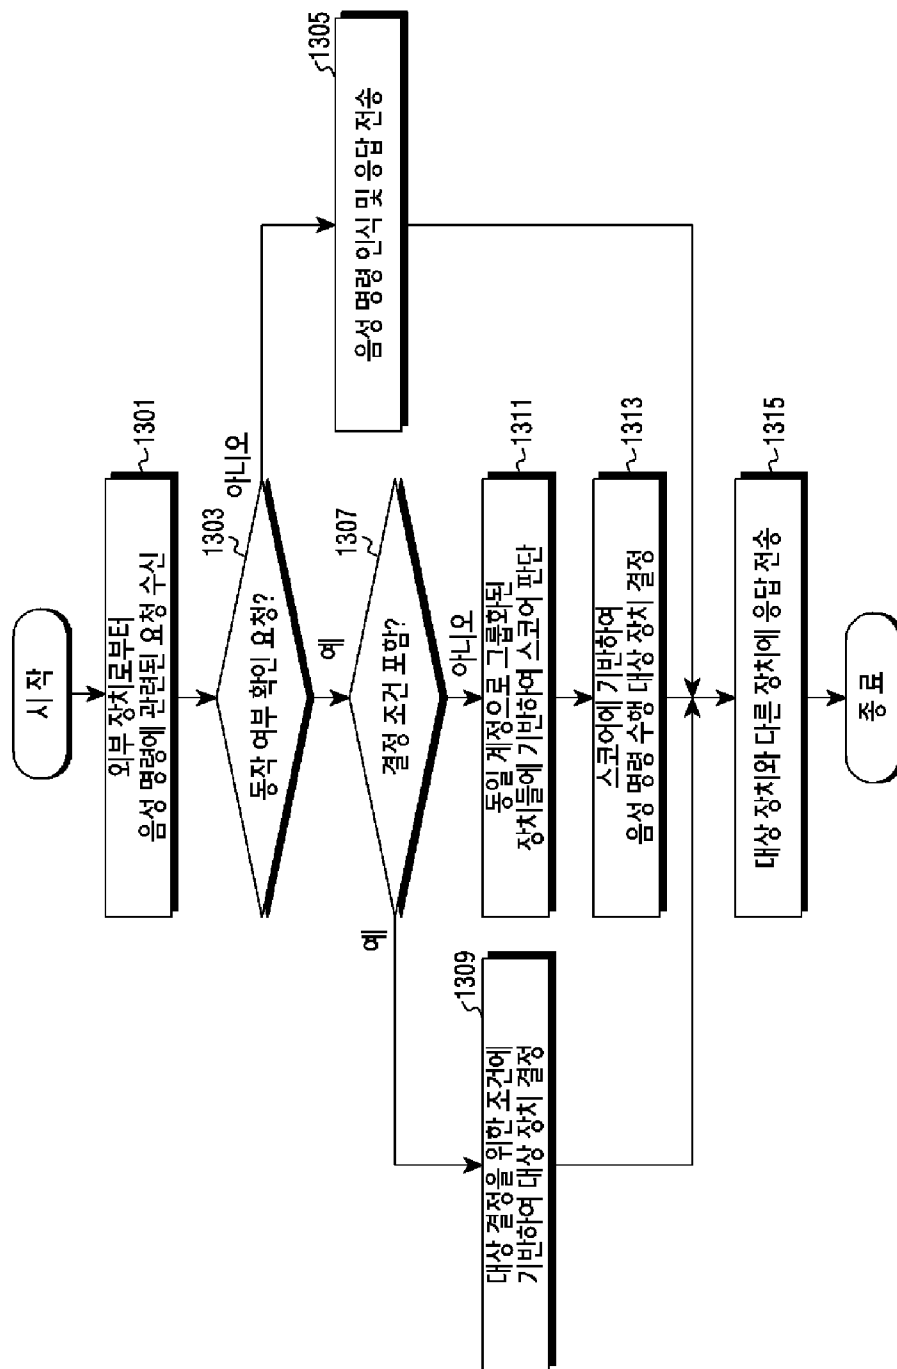 시 작
1301
외부 장치로부터
음성 명령에 관련된 요청 수신
1303
동작 여부 확인 요청?
아니오
예
1305
음성 명령 인식 및 응답 전송
1307
결정 조건 포함?
예
아니오
1309
대상 결정을 위한 조건에
기반하여 대상 장치 결정
1311
동일 계정으로 그룹화된
장치들에 기반하여 스코어 판단
1313
스코어에 기반하여
음성 명령 수행 대상 장치 결정
1315
대상 장치와 다른 장치에 응답 전송
종 료